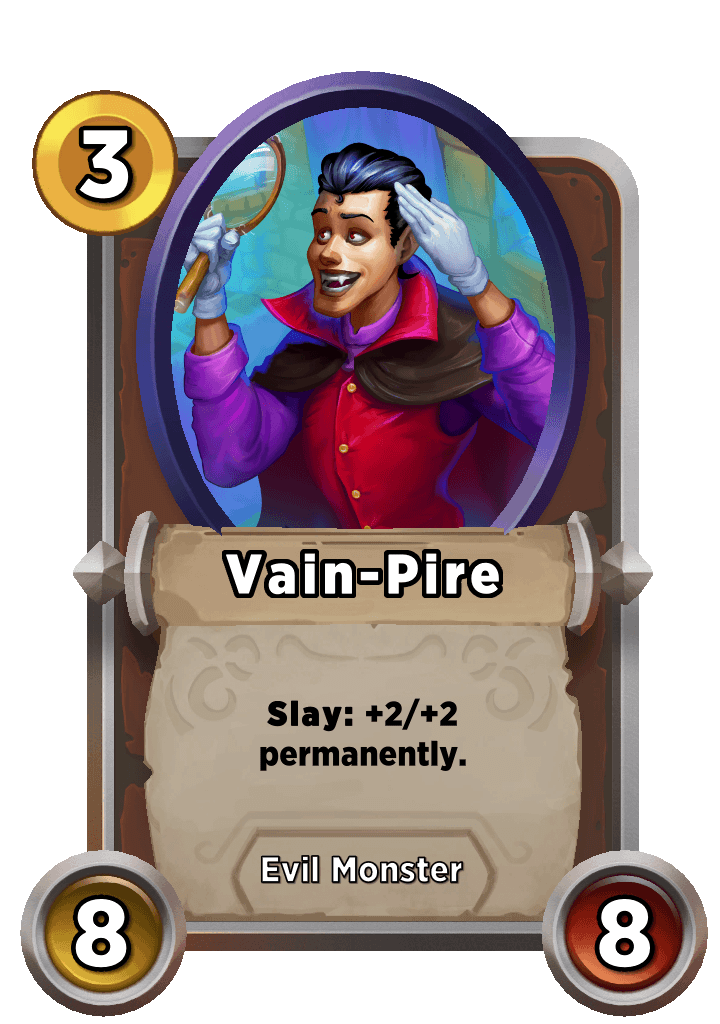 3
Vain-Pire
Slay: +2/+2
permanently.
Evil Monster
8
8